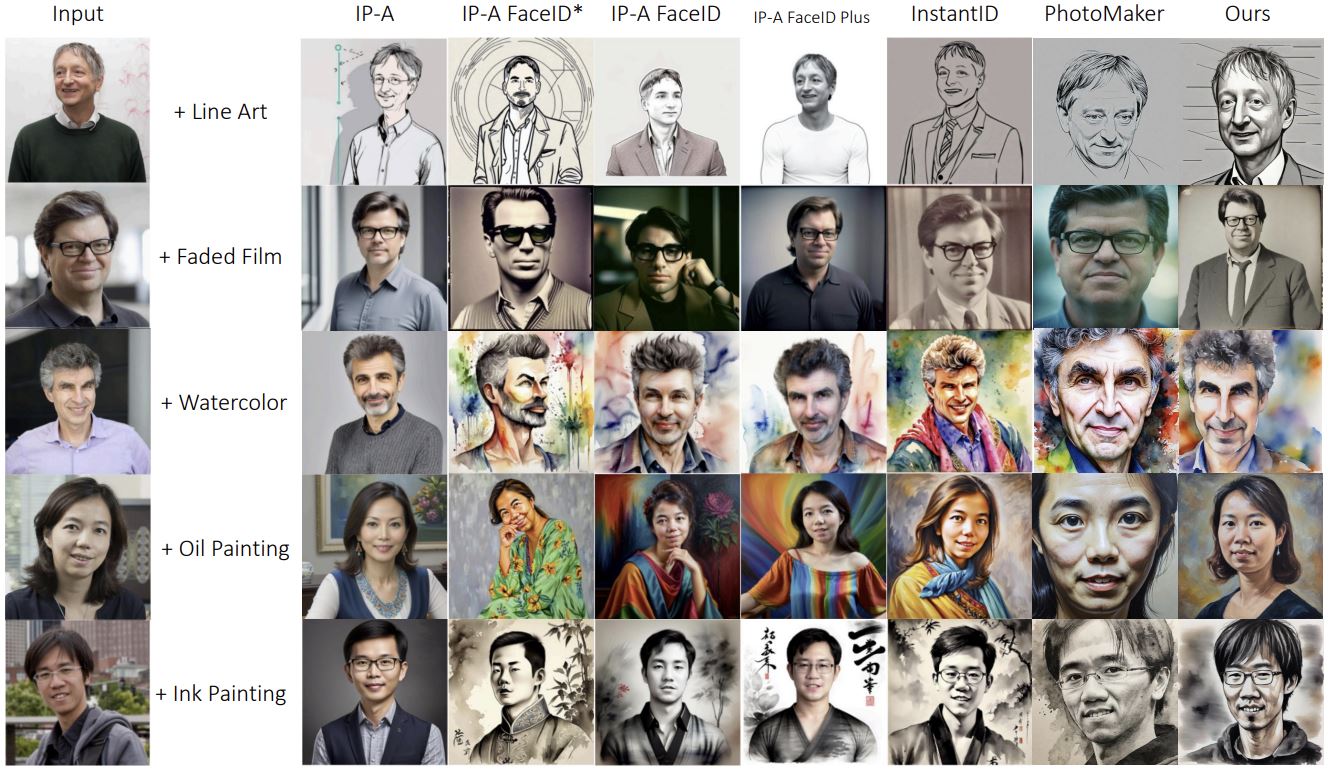 Input IP-A IP-A FaceID* IP-A FaceID IP-A FaceID Plus InstantID PhotoMaker Ours
+ Line Art
+ Faded Film
+ Watercolor
+ Oil Painting
+ Ink Painting